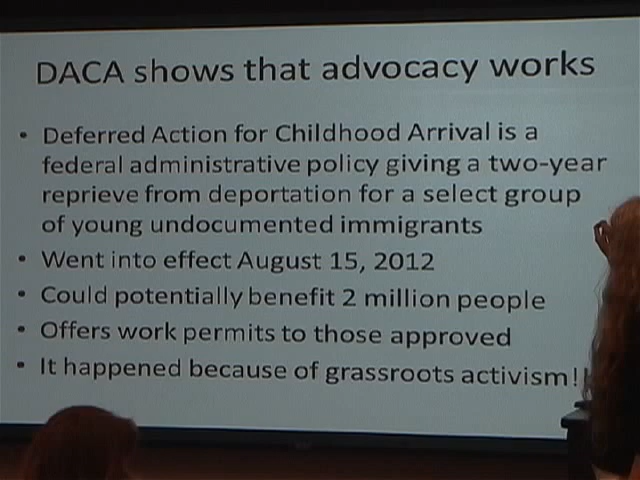 DACA shows that advocacy works
• Deferred Action for Childhood Arrival is a
federal administrative policy giving a two-year
reprieve from deportation for a select group
of young undocumented immigrants
• Went into effect August 15, 2012
• Could potentially benefit 2 million people
• Offers work permits to those approved
• It happened because of grassroots activism!!